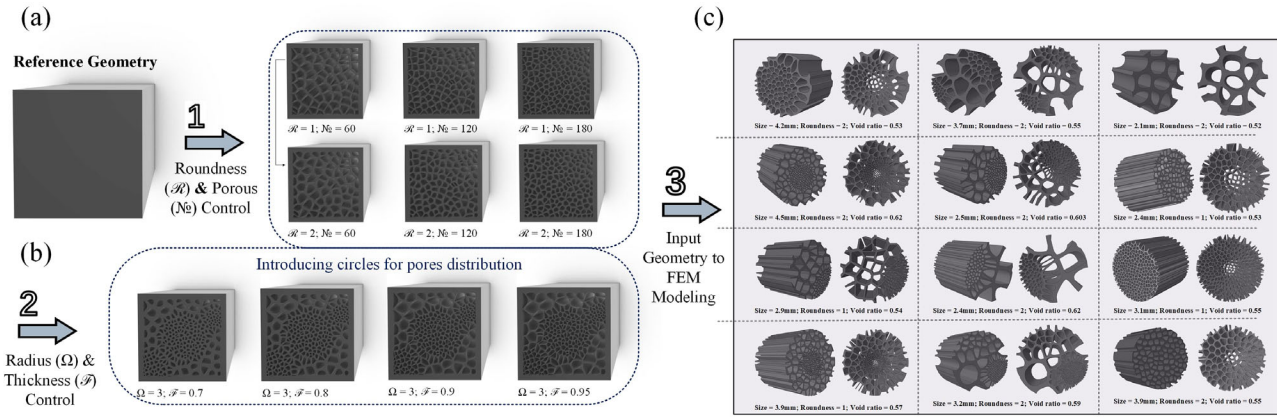 (a)
Reference Geometry
1
Roundness
(ℛ) & Porous
(№) Control
ℛ = 1; № = 60
ℛ = 1; № = 120
ℛ = 1; № = 180
ℛ = 2; № = 60
ℛ = 2; № = 120
ℛ = 2; № = 180
(b)
2
Radius (Ω) &
Thickness (ℱ)
Control
Introducing circles for pores distribution
Ω = 3; ℱ = 0.7
Ω = 3; ℱ = 0.8
Ω = 3; ℱ = 0.9
Ω = 3; ℱ = 0.95
3
Input
Geometry to
FEM
Modeling
(c)
Size = 4.2mm; Roundness = 2; Void ratio = 0.53
Size = 3.7mm; Roundness = 2; Void ratio = 0.55
Size = 2.1mm; Roundness = 2; Void ratio = 0.52
Size = 4.5mm; Roundness = 2; Void ratio = 0.62
Size = 2.5mm; Roundness = 2; Void ratio = 0.603
Size = 2.4mm; Roundness = 1; Void ratio = 0.53
Size = 2.9mm; Roundness = 1; Void ratio = 0.54
Size = 2.4mm; Roundness = 2; Void ratio = 0.62
Size = 3.1mm; Roundness = 1; Void ratio = 0.55
Size = 3.9mm; Roundness = 1; Void ratio = 0.57
Size = 3.2mm; Roundness = 2; Void ratio = 0.59
Size = 3.9mm; Roundness = 2; Void ratio = 0.55